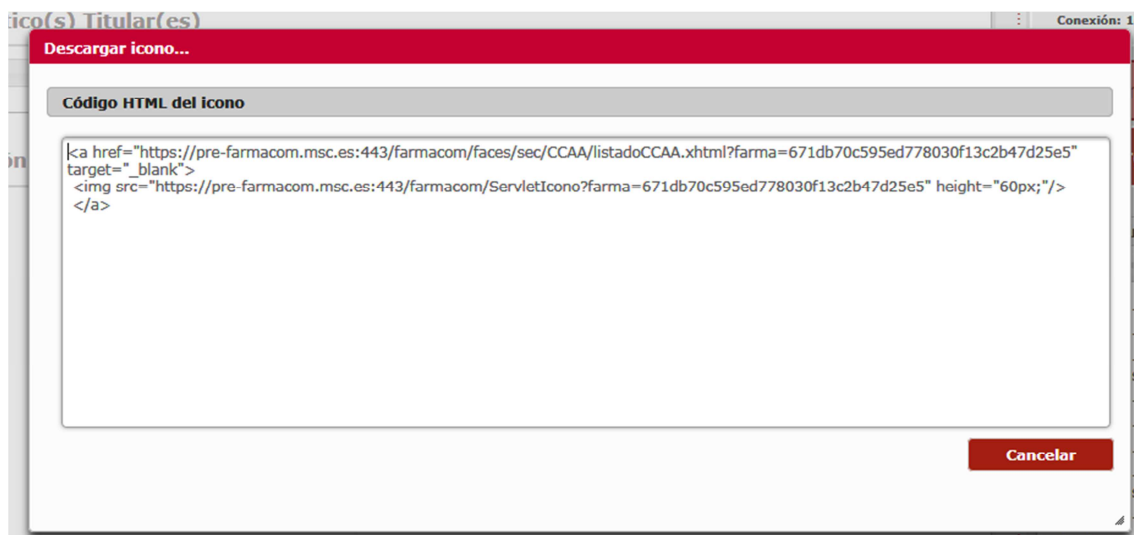 tico(s) Titular(es)
Conexión: 1
Descargar icono...
Código HTML del icono
<a href="https://pre-farmacom.msc.es:443/farmacom/faces/sec/CCAA/listadoCCAA.xhtml?farma=671db70c595ed778030f13c2b47d25e5"
target="_blank">
<img src="https://pre-farmacom.msc.es:443/farmacom/ServletIcono?farma=671db70c595ed778030f13c2b47d25e5" height="60px;"/>
</a>
ón
Cancelar